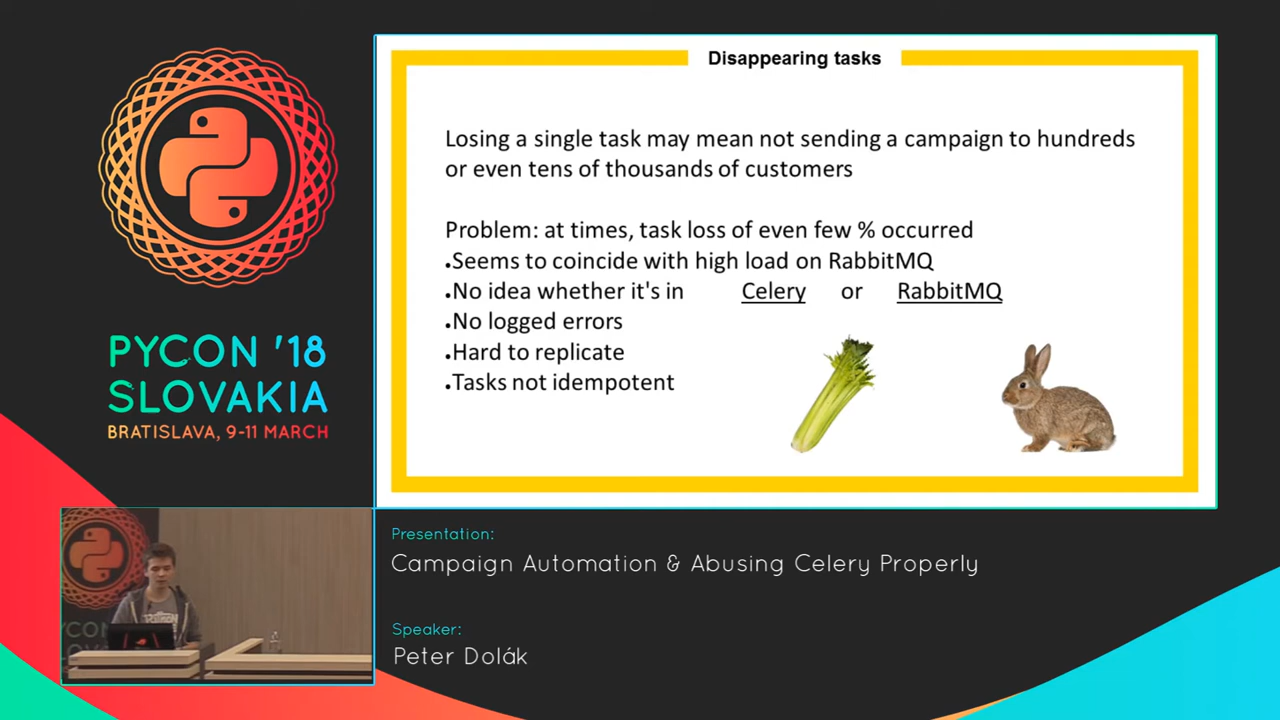 Disappearing tasks
Losing a single task may mean not sending a campaign to hundreds
or even tens of thousands of customers
Problem: at times, task loss of even few % occurred
•Seems to coincide with high load on RabbitMQ
•No idea whether it's in Celery or RabbitMQ
•No logged errors
•Hard to replicate
•Tasks not idempotent
PYCON '18
SLOVAKIA
BRATISLAVA, 9-11 MARCH
Presentation:
Campaign Automation & Abusing Celery Properly
Speaker:
Peter Dolák